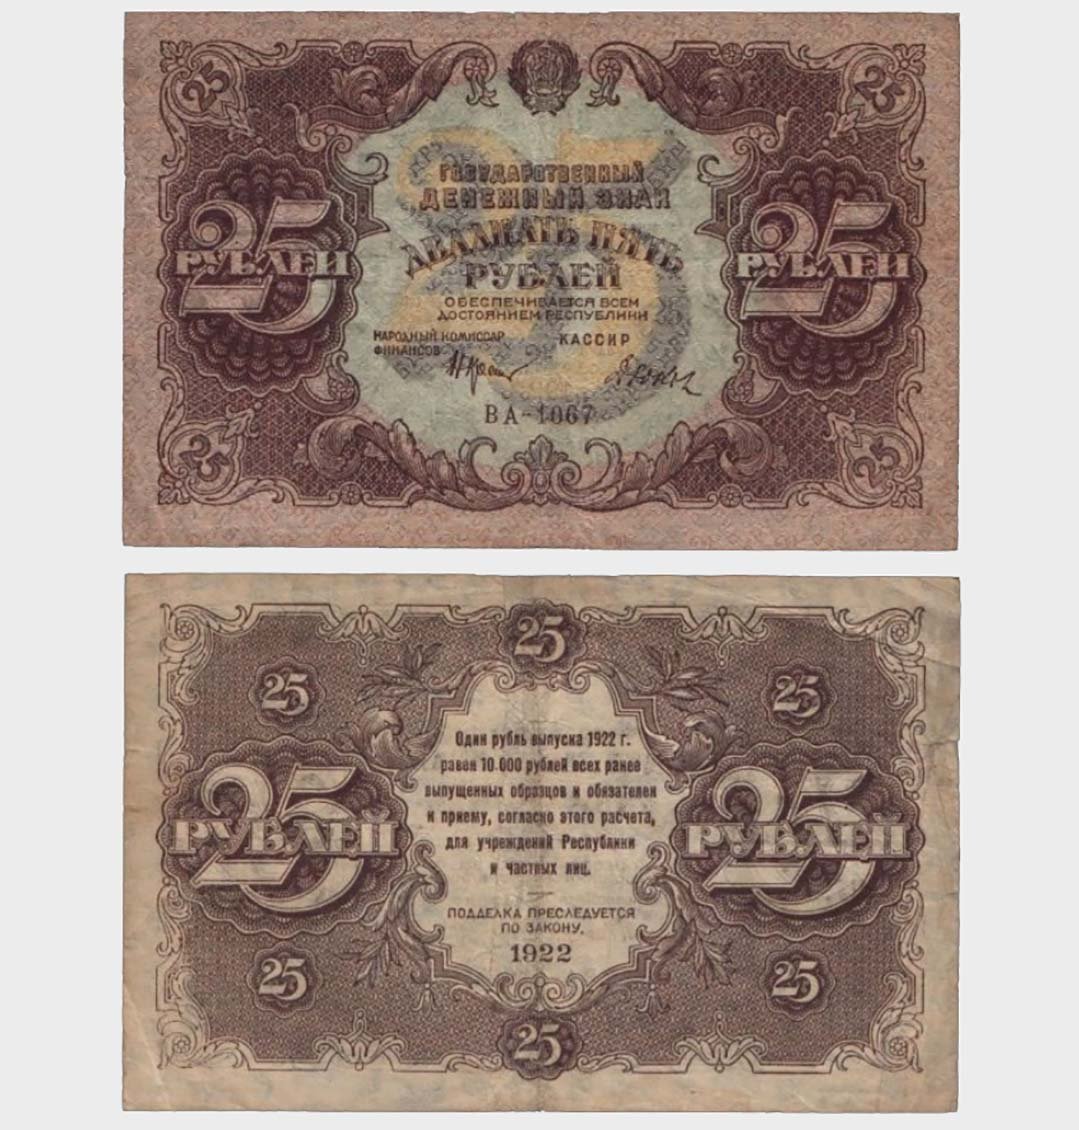 25
25
ГОСУДАРСТВЕННЫЙ
ДЕНЕЖНЫЙ ЗНАК
ДВАДЦАТЬ ПЯТЬ
РУБЛЕЙ
25 РУБЛЕЙ
25 РУБЛЕЙ
ОБЕСПЕЧИВАЕТСЯ ВСЕМ
ДОСТОЯНИЕМ РЕСПУБЛИКИ
НАРОДНЫЙ КОМИССАР
ФИНАНСОВ
КАССИР
ВА-1067
25
25
25
25
25
Один рубль выпуска 1922 г.
равен 10.000 рублей всех ранее
выпущенных образцов и обязателен
к приему, согласно этого расчета,
для учреждений Республики
и частных лиц.
25 РУБЛЕЙ
25 РУБЛЕЙ
ПОДДЕЛКА ПРЕСЛЕДУЕТСЯ
ПО ЗАКОНУ.
1922
25
25
25